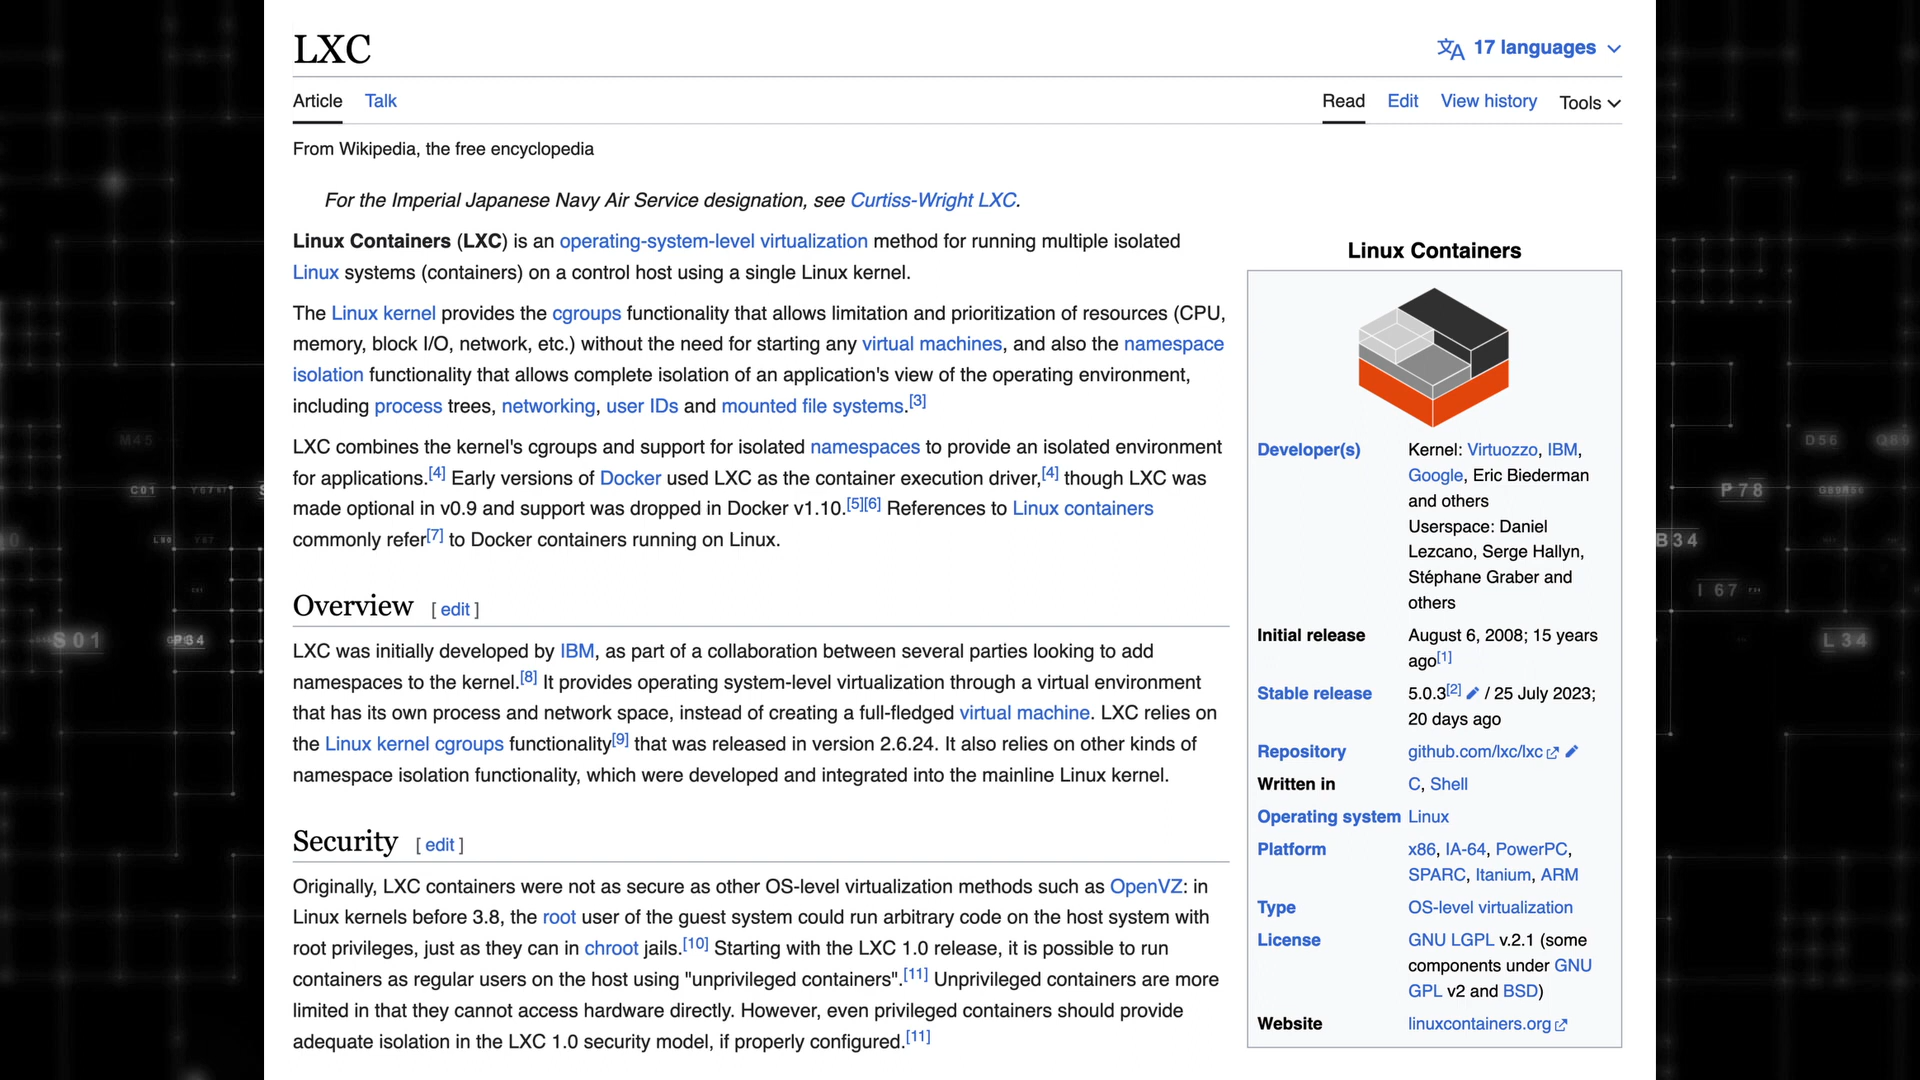 LXC
17 languages
Article Talk
Read Edit View history Tools
From Wikipedia, the free encyclopedia
For the Imperial Japanese Navy Air Service designation, see Curtiss-Wright LXC.
Linux Containers (LXC) is an operating-system-level virtualization method for running multiple isolated
Linux systems (containers) on a control host using a single Linux kernel.
The Linux kernel provides the cgroups functionality that allows limitation and prioritization of resources (CPU,
memory, block I/O, network, etc.) without the need for starting any virtual machines, and also the namespace
isolation functionality that allows complete isolation of an application's view of the operating environment,
including process trees, networking, user IDs and mounted file systems.[3]
LXC combines the kernel's cgroups and support for isolated namespaces to provide an isolated environment
for applications.[4] Early versions of Docker used LXC as the container execution driver,[4] though LXC was
made optional in v0.9 and support was dropped in Docker v1.10.[5][6] References to Linux containers
commonly refer[7] to Docker containers running on Linux.
Overview [ edit ]
LXC was initially developed by IBM, as part of a collaboration between several parties looking to add
namespaces to the kernel.[8] It provides operating system-level virtualization through a virtual environment
that has its own process and network space, instead of creating a full-fledged virtual machine. LXC relies on
the Linux kernel cgroups functionality[9] that was released in version 2.6.24. It also relies on other kinds of
namespace isolation functionality, which were developed and integrated into the mainline Linux kernel.
Security [ edit ]
Originally, LXC containers were not as secure as other OS-level virtualization methods such as OpenVZ: in
Linux kernels before 3.8, the root user of the guest system could run arbitrary code on the host system with
root privileges, just as they can in chroot jails.[10] Starting with the LXC 1.0 release, it is possible to run
containers as regular users on the host using "unprivileged containers".[11] Unprivileged containers are more
limited in that they cannot access hardware directly. However, even privileged containers should provide
adequate isolation in the LXC 1.0 security model, if properly configured.[11]
Linux Containers
Developer(s) Kernel: Virtuozzo, IBM,
Google, Eric Biederman
and others
Userspace: Daniel
Lezcano, Serge Hallyn,
Stéphane Graber and
others
Initial release August 6, 2008; 15 years
ago[1]
Stable release 5.0.3[2] / 25 July 2023;
20 days ago
Repository github.com/lxc/lxc
Written in C, Shell
Operating system Linux
Platform x86, IA-64, PowerPC,
SPARC, Itanium, ARM
Type OS-level virtualization
License GNU LGPL v.2.1 (some
components under GNU
GPL v2 and BSD)
Website linuxcontainers.org
M45
C01
S01
P34
D56
Q89
P78
B34
I 67
L34